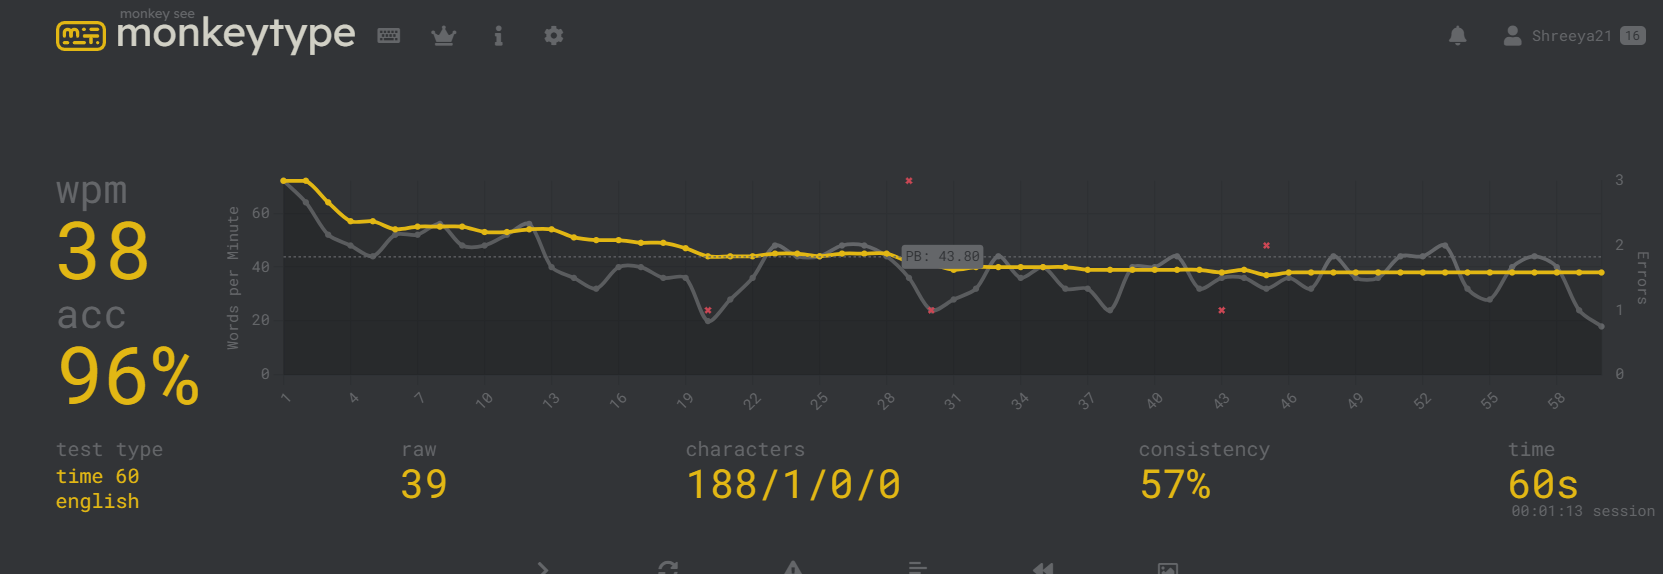 monkey see
monkeytype
Shreeya21 16
wpm
38
acc
96%
Words per Minute
60
40
20
0
PB: 43.80
3
2
1
0
Errors
1 4 7 10 13 16 19 22 25 28 31 34 37 40 43 46 49 52 55 58
test type
time 60
english
raw
39
characters
188/1/0/0
consistency
57%
time
60s
00:01:13 session